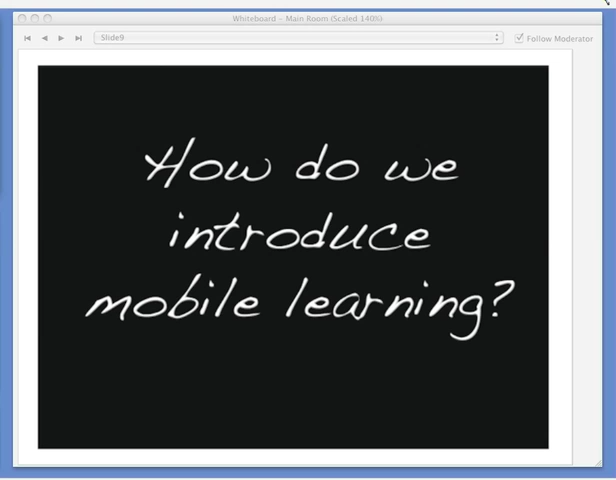 Whiteboard - Main Room (Scaled 140%)
Slide9
Follow Moderator
How do we
introduce
mobile learning?